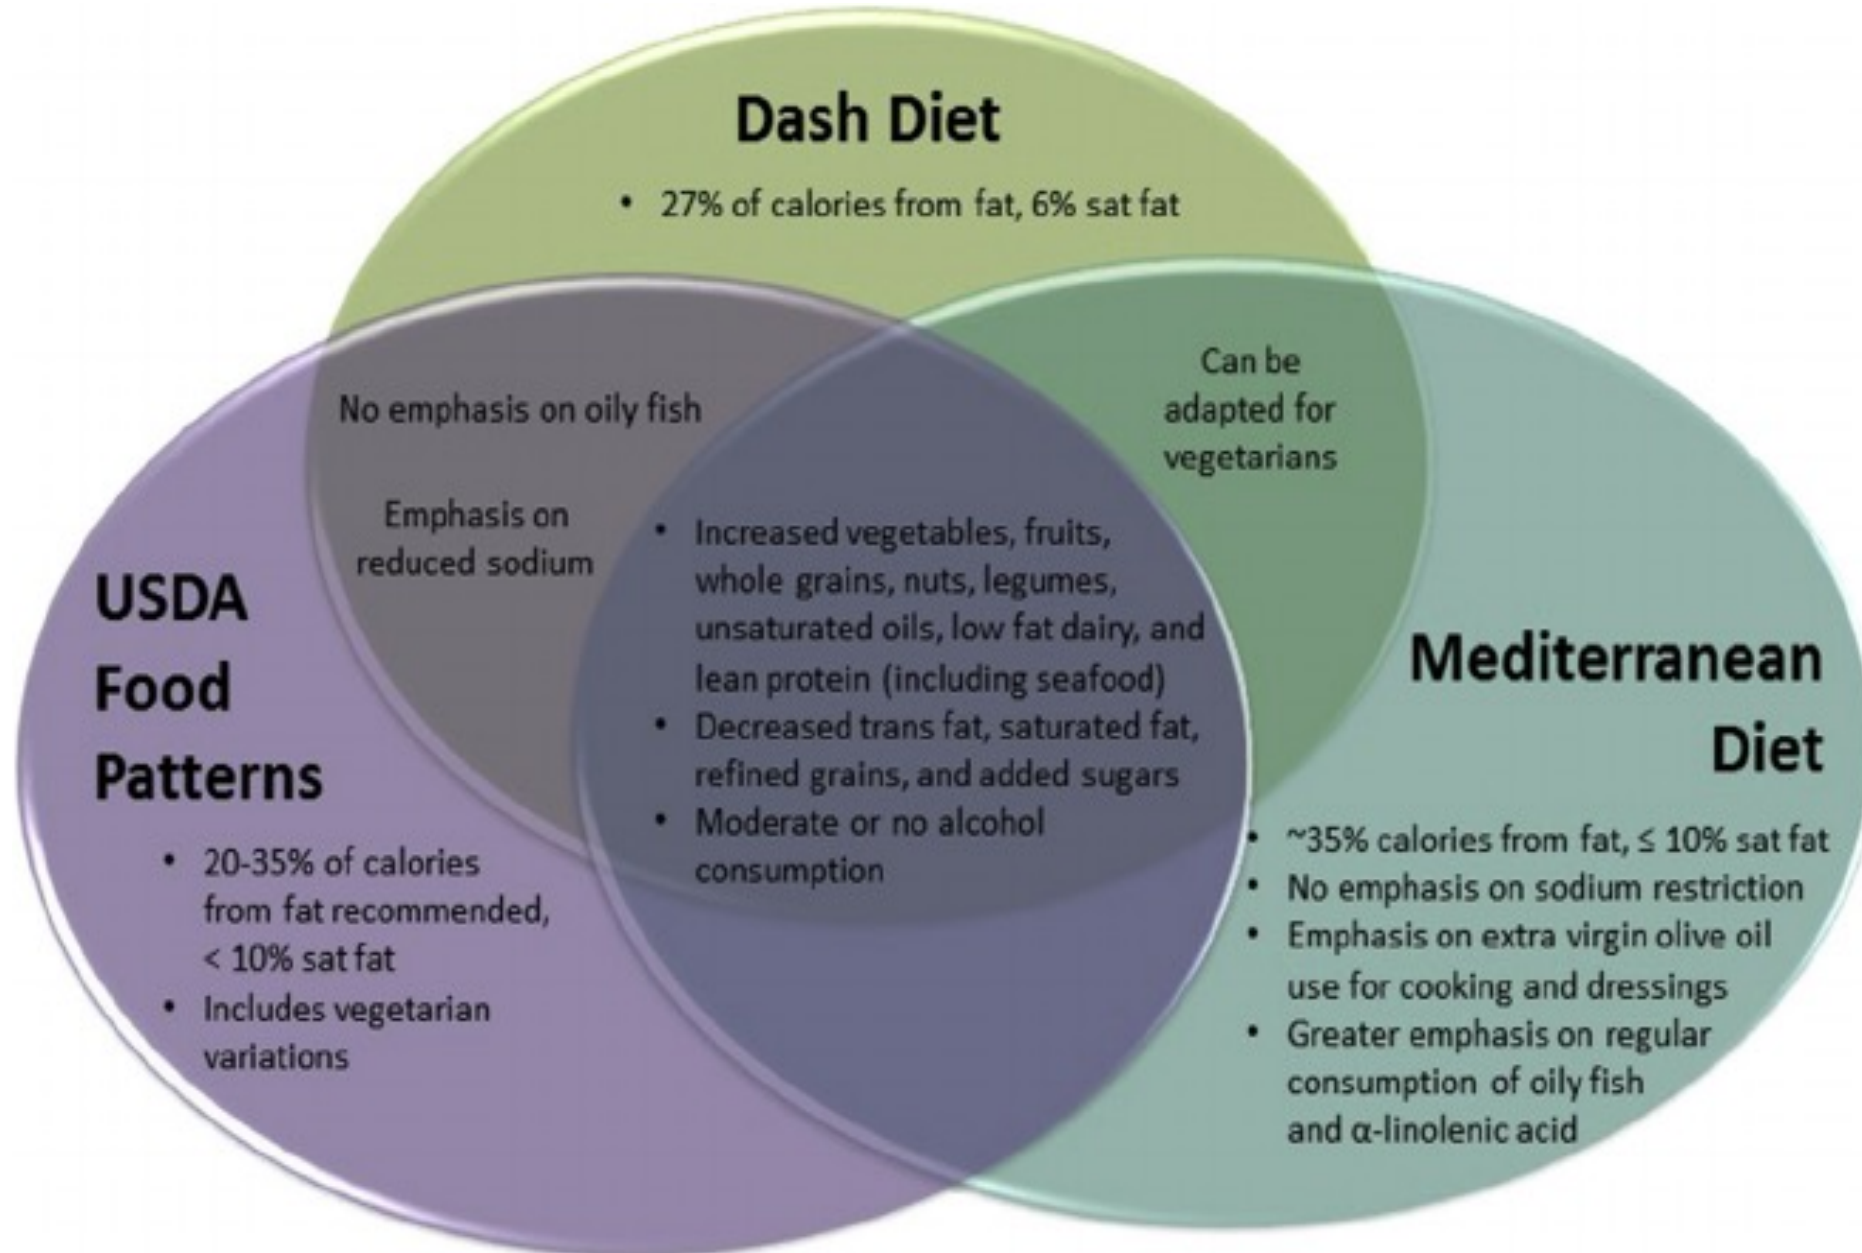 Dash Diet
• 27% of calories from fat, 6% sat fat
No emphasis on oily fish
Emphasis on
reduced sodium
Can be
adapted for
vegetarians
• Increased vegetables, fruits,
whole grains, nuts, legumes,
unsaturated oils, low fat dairy, and
lean protein (including seafood)
• Decreased trans fat, saturated fat,
refined grains, and added sugars
• Moderate or no alcohol
consumption
USDA
Food
Patterns
• 20-35% of calories
from fat recommended,
< 10% sat fat
• Includes vegetarian
variations
Mediterranean
Diet
• ~35% calories from fat, ≤ 10% sat fat
• No emphasis on sodium restriction
• Emphasis on extra virgin olive oil
use for cooking and dressings
• Greater emphasis on regular
consumption of oily fish
and α-linolenic acid